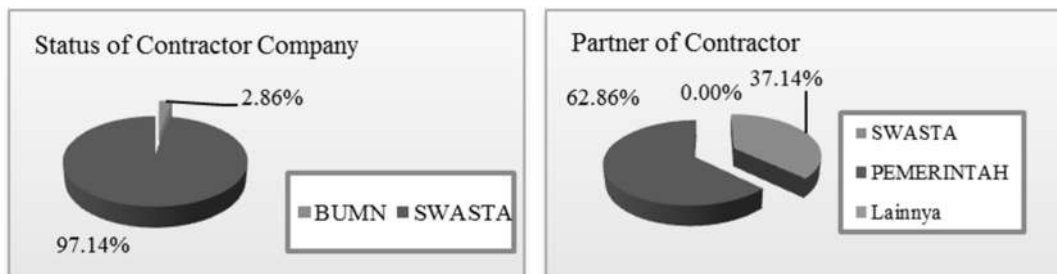 Status of Contractor Company
2.86%
97.14%
BUMN SWASTA
Partner of Contractor
62.86% 0.00% 37.14%
SWASTA
PEMERINTAH
Lainnya